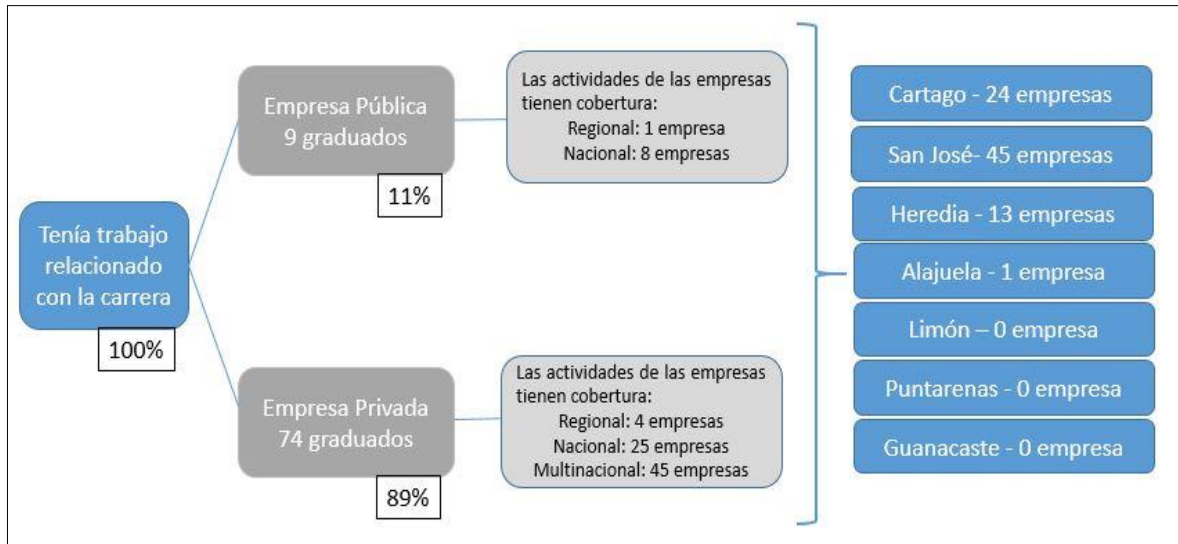 Tenía trabajo
relacionado
con la carrera
100%
Empresa Pública
9 graduados
11%
Las actividades de las empresas
tienen cobertura:
Regional: 1 empresa
Nacional: 8 empresas
Empresa Privada
74 graduados
89%
Las actividades de las empresas
tienen cobertura:
Regional: 4 empresas
Nacional: 25 empresas
Multinacional: 45 empresas
Cartago - 24 empresas
San José- 45 empresas
Heredia - 13 empresas
Alajuela - 1 empresa
Limón – 0 empresa
Puntarenas - 0 empresa
Guanacaste - 0 empresa